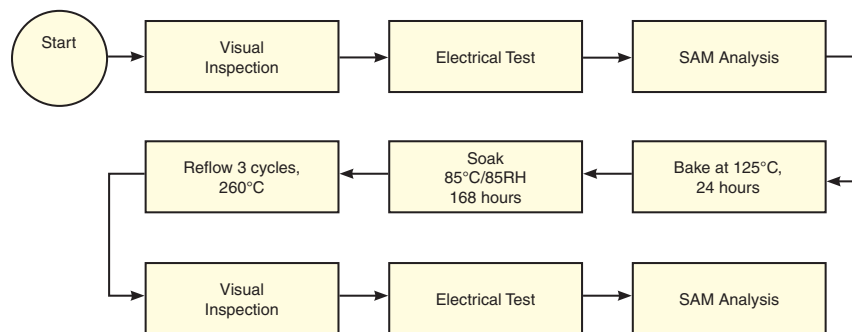 Start
Visual
Inspection
Electrical Test
SAM Analysis
Reflow 3 cycles,
260°C
Soak
85°C/85RH
168 hours
Bake at 125°C,
24 hours
Visual
Inspection
Electrical Test
SAM Analysis